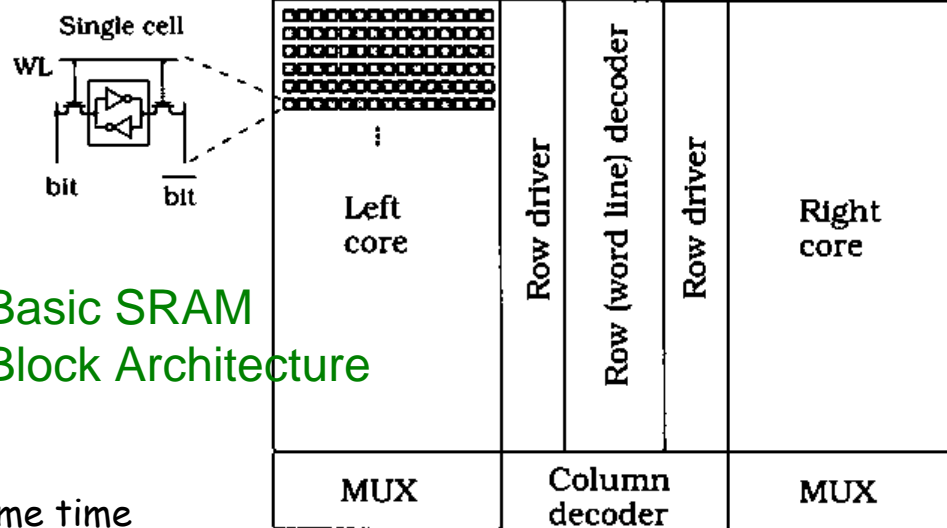 Single cell
WL
bit
bit
Left
core
Row driver
Row (word line) decoder
Row driver
Right
core
Basic SRAM
Block Architecture
MUX
Column
decoder
MUX
me time